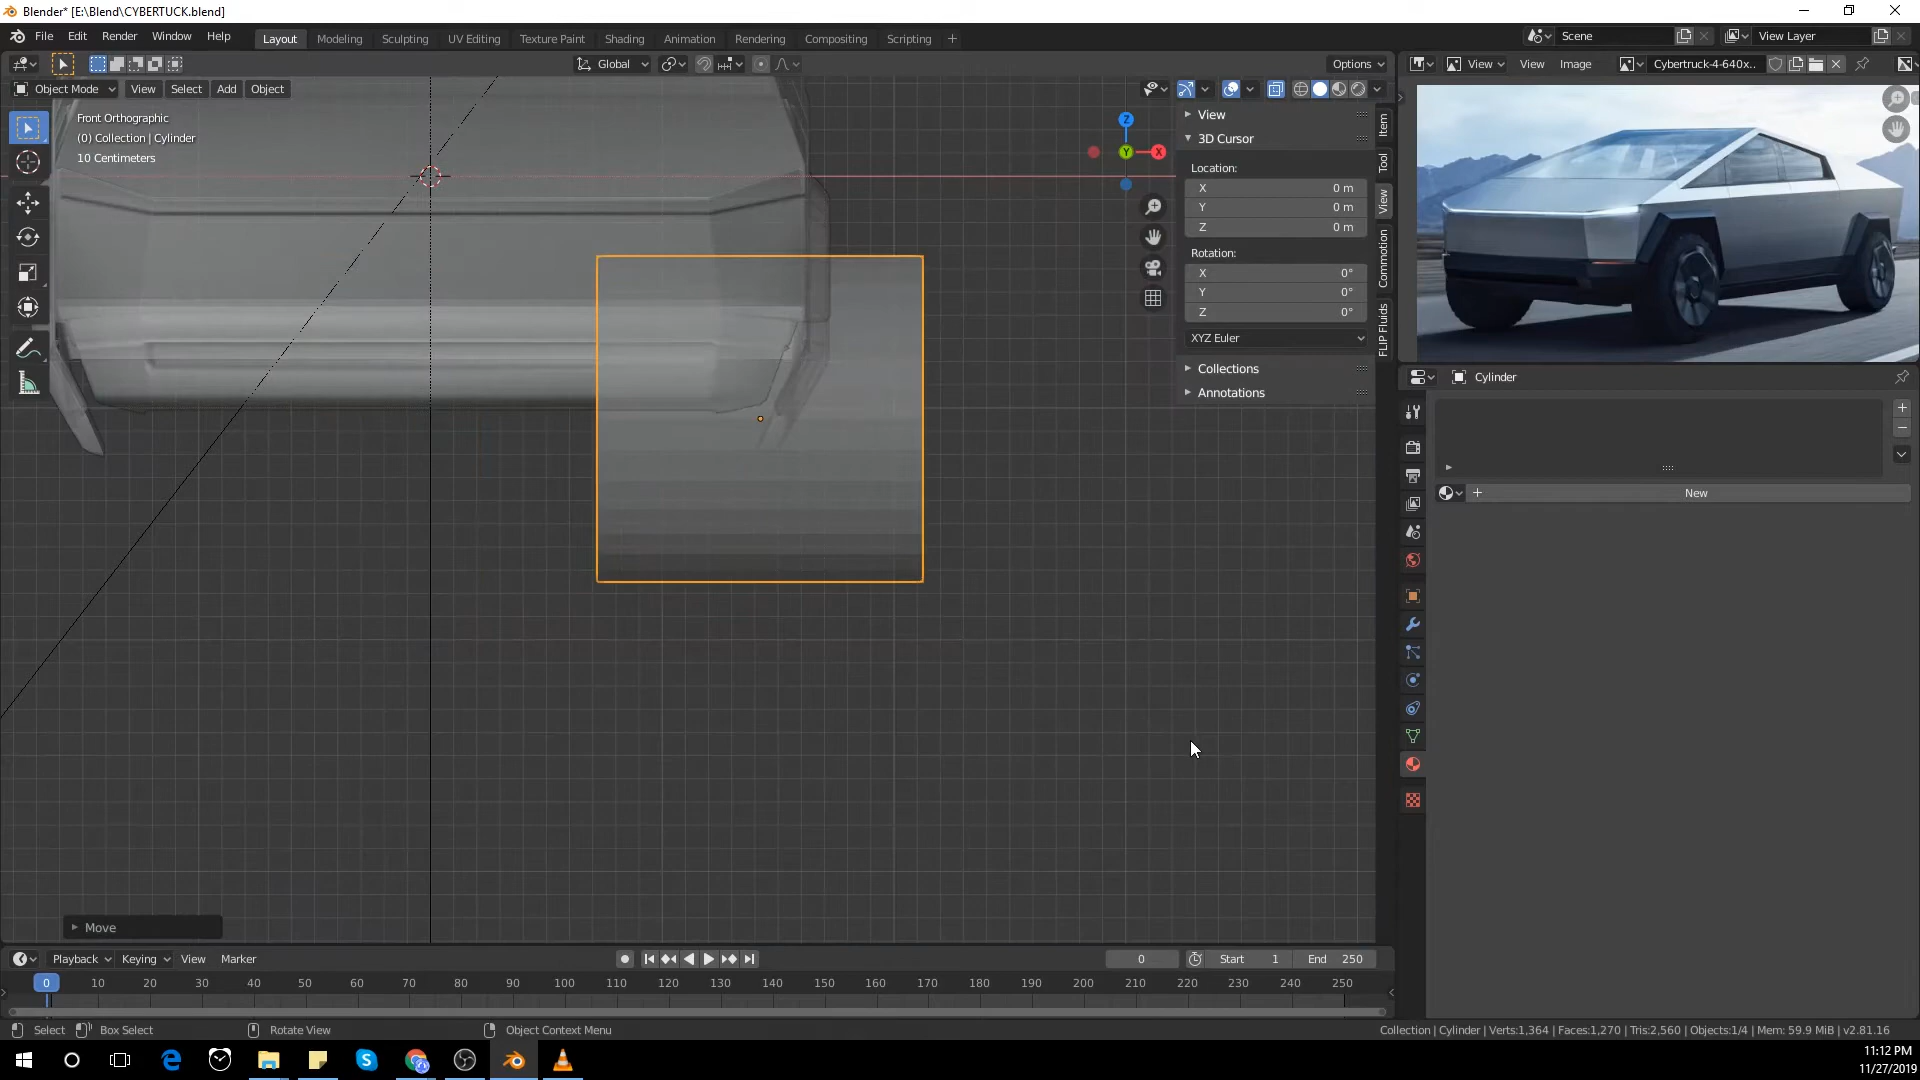 Blender* [E:\Blend\CYBERTUCK.blend]
File Edit Render Window Help Layout Modeling Sculpting UV Editing Texture Paint Shading Animation Rendering Compositing Scripting + Scene View Layer
Global Options View View Image Cybertruck-4-640x..
Object Mode View Select Add Object
Front Orthographic
(0) Collection | Cylinder
10 Centimeters
Z
Y
X
View
3D Cursor
Location:
X 0 m
Y 0 m
Z 0 m
Rotation:
X 0°
Y 0°
Z 0°
XYZ Euler
Collections
Annotations
Item
Tool
View
Commotion
FLIP Fluids
Cylinder
New
Move
Playback Keying View Marker 0 Start 1 End 250
0 10 20 30 40 50 60 70 80 90 100 110 120 130 140 150 160 170 180 190 200 210 220 230 240 250
Select Box Select Rotate View Object Context Menu Collection | Cylinder | Verts:1,364 | Faces:1,270 | Tris:2,560 | Objects:1/4 | Mem: 59.9 MiB | v2.81.16
11:12 PM
11/27/2019